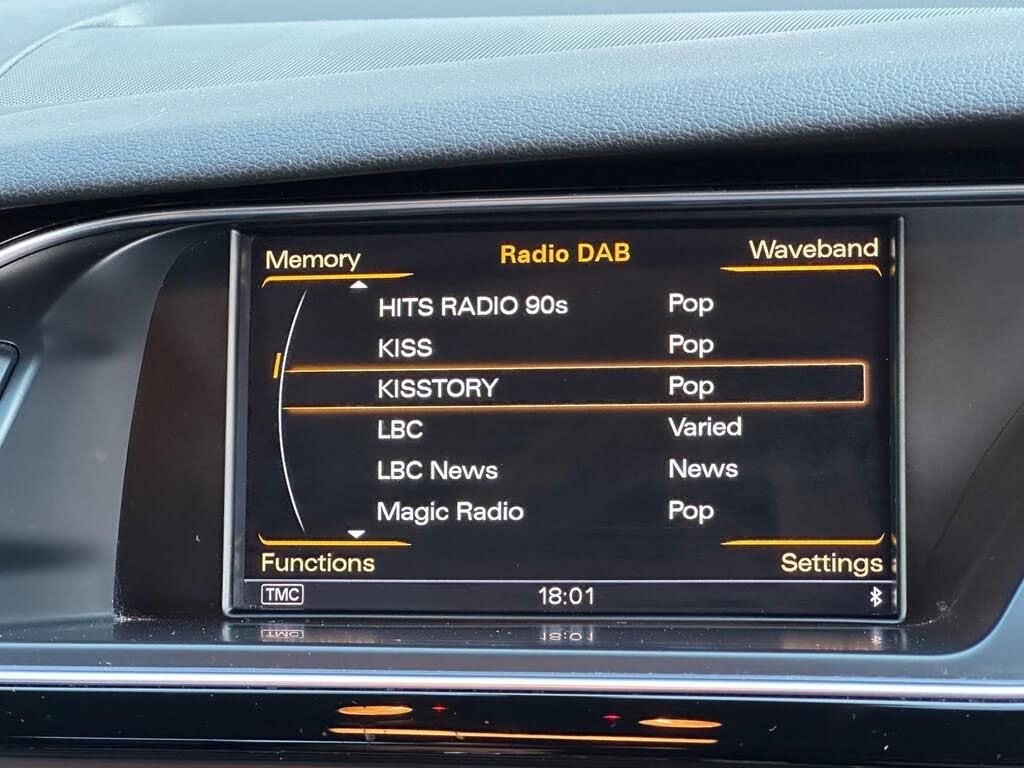 Memory Radio DAB Waveband
HITS RADIO 90s Pop
KISS Pop
KISSTORY Pop
LBC Varied
LBC News News
Magic Radio Pop
Functions Settings
TMC 18:01